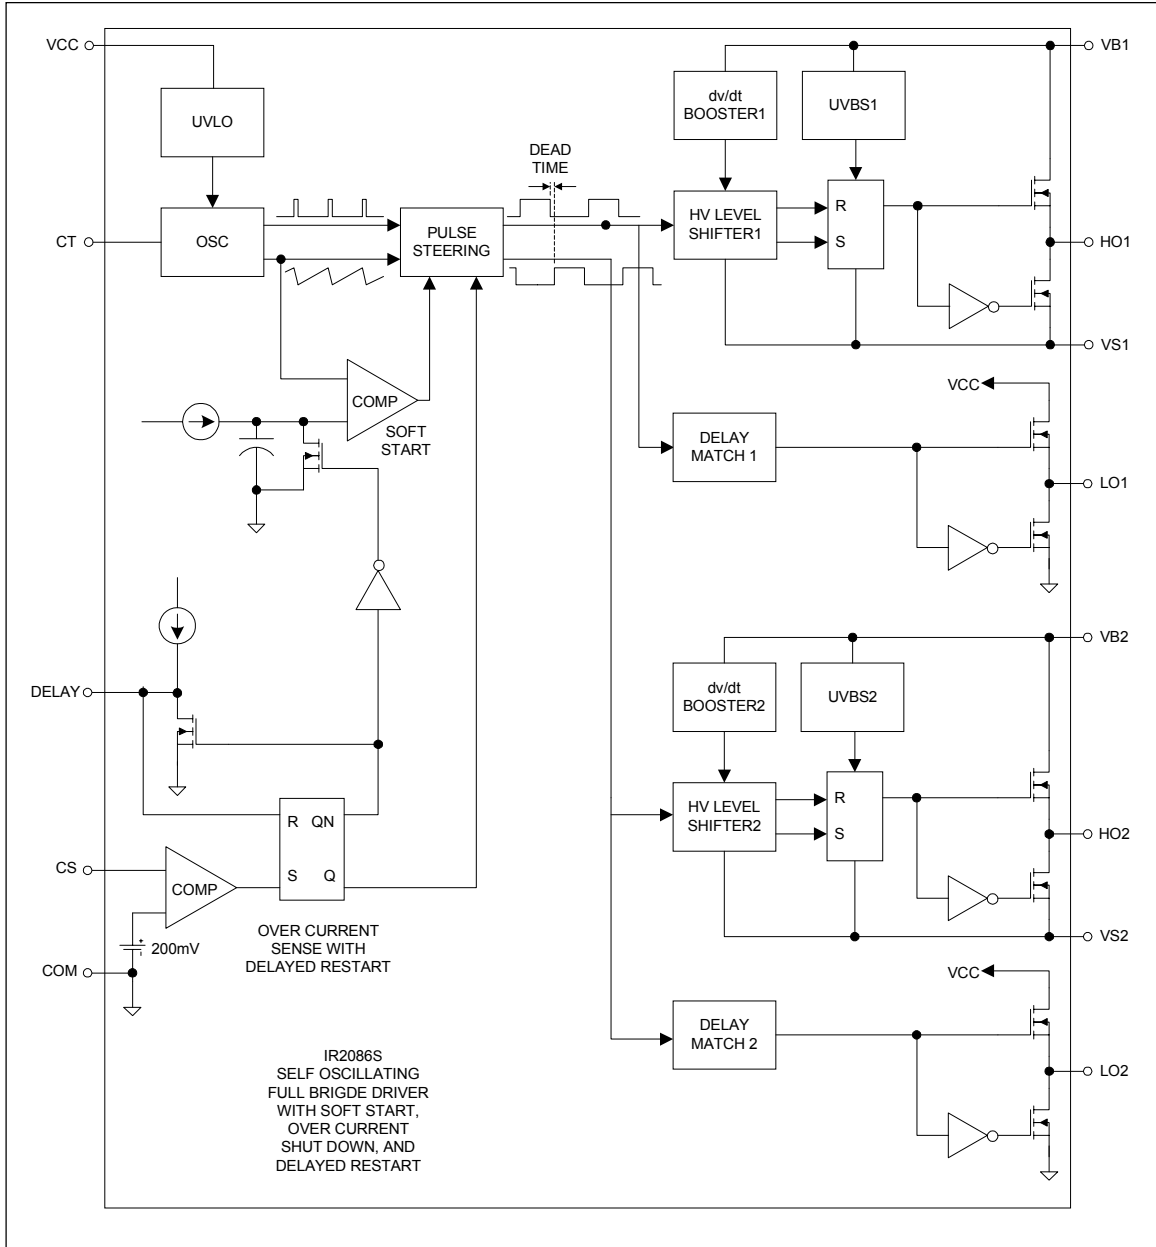 VCC
UVLO
CT
OSC
PULSE
STEERING
DEAD
TIME
COMP
SOFT
START
DELAY
R QN
S Q
CS
COMP
200mV
COM
OVER CURRENT
SENSE WITH
DELAYED RESTART
IR2086S
SELF OSCILLATING
FULL BRIGDE DRIVER
WITH SOFT START,
OVER CURRENT
SHUT DOWN, AND
DELAYED RESTART
dv/dt
BOOSTER1
UVBS1
VB1
HV LEVEL
SHIFTER1
R
S
HO1
VS1
VCC
DELAY
MATCH 1
LO1
VB2
dv/dt
BOOSTER2
UVBS2
HV LEVEL
SHIFTER2
R
S
HO2
VS2
VCC
DELAY
MATCH 2
LO2